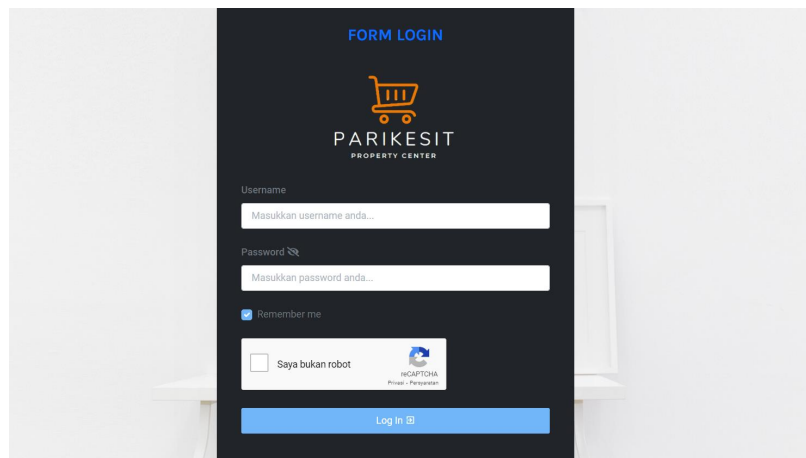 FORM LOGIN
PARIKESIT
PROPERTY CENTER
Username
Masukkan username anda...
Password
Masukkan password anda...
Remember me
Saya bukan robot
reCAPTCHA
Privasi - Persyaratan
Log In